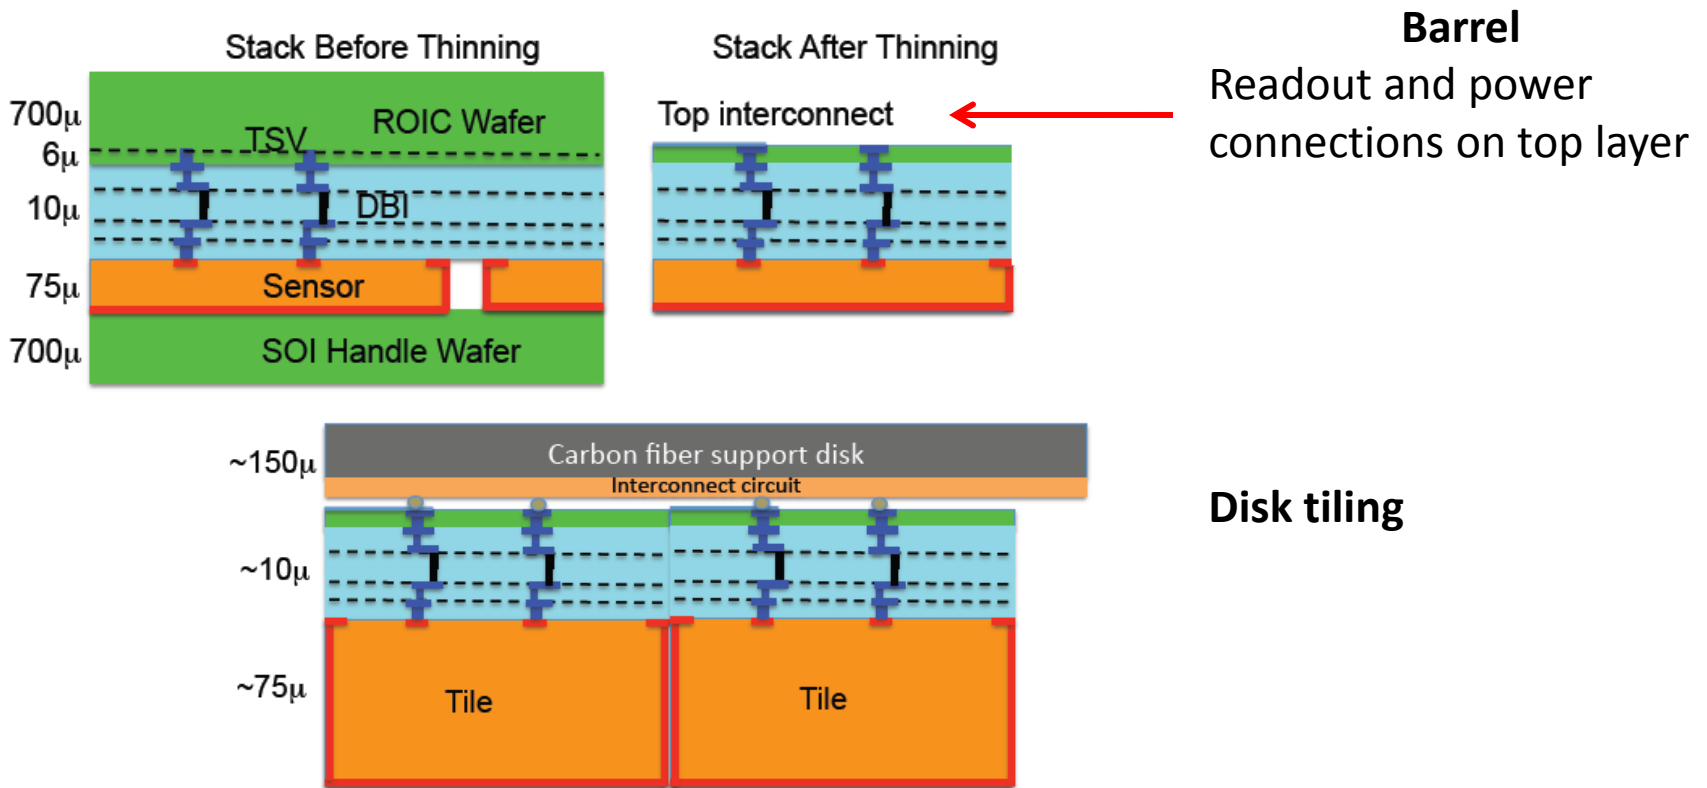 Stack Before Thinning
Stack After Thinning
Barrel
Readout and power
connections on top layer
700μ
ROIC Wafer
TSV
Top interconnect
6μ
10μ
DBI
75μ
Sensor
700μ
SOI Handle Wafer
~150μ
Carbon fiber support disk
Interconnect circuit
Disk tiling
~10μ
~75μ
Tile
Tile